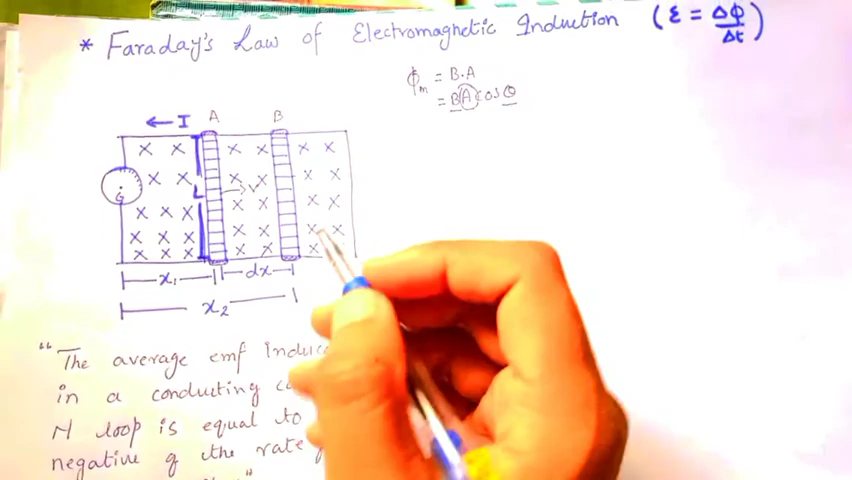 * Faraday's Law of Electromagnetic Induction (ε = Δφ/Δt)
φm = B.A
= BA cos θ
← I A B
× × × × × ×
G × × × × × ×
L → v
× × × × × × ×
× × × × × × ×
× × × × × × ×
x₁ dx
x₂
"The average emf
in a conducting
N loop is equal to
negative of the rate
"